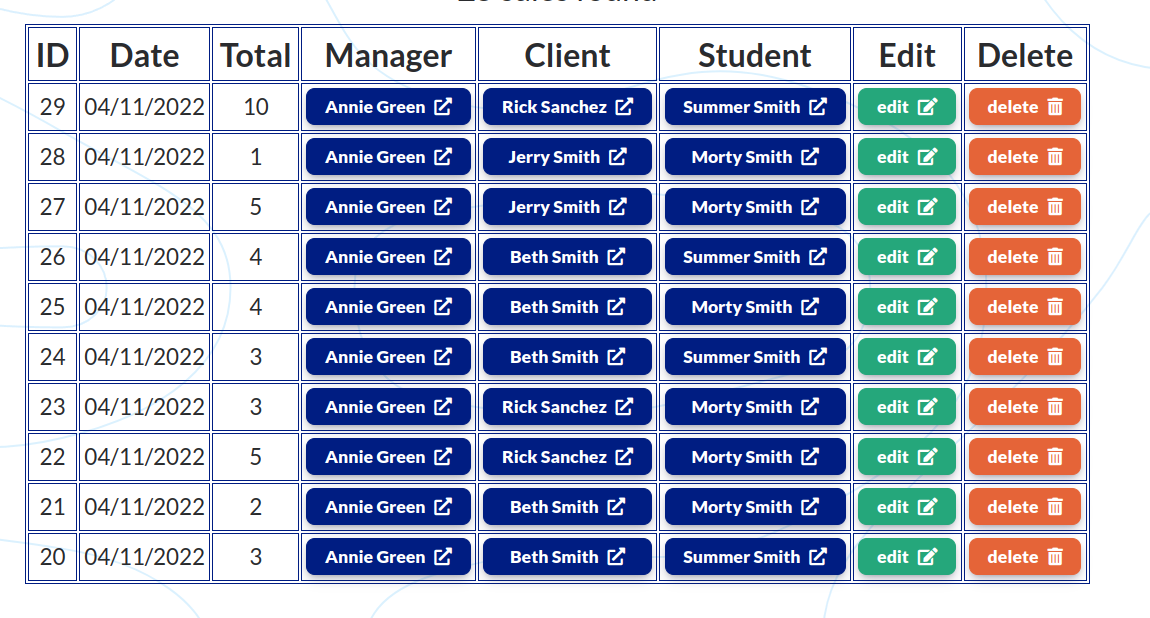 ID Date Total Manager Client Student Edit Delete
29 04/11/2022 10 Annie Green Rick Sanchez Summer Smith edit delete
28 04/11/2022 1 Annie Green Jerry Smith Morty Smith edit delete
27 04/11/2022 5 Annie Green Jerry Smith Morty Smith edit delete
26 04/11/2022 4 Annie Green Beth Smith Summer Smith edit delete
25 04/11/2022 4 Annie Green Beth Smith Morty Smith edit delete
24 04/11/2022 3 Annie Green Beth Smith Summer Smith edit delete
23 04/11/2022 3 Annie Green Rick Sanchez Morty Smith edit delete
22 04/11/2022 5 Annie Green Rick Sanchez Morty Smith edit delete
21 04/11/2022 2 Annie Green Beth Smith Morty Smith edit delete
20 04/11/2022 3 Annie Green Beth Smith Summer Smith edit delete